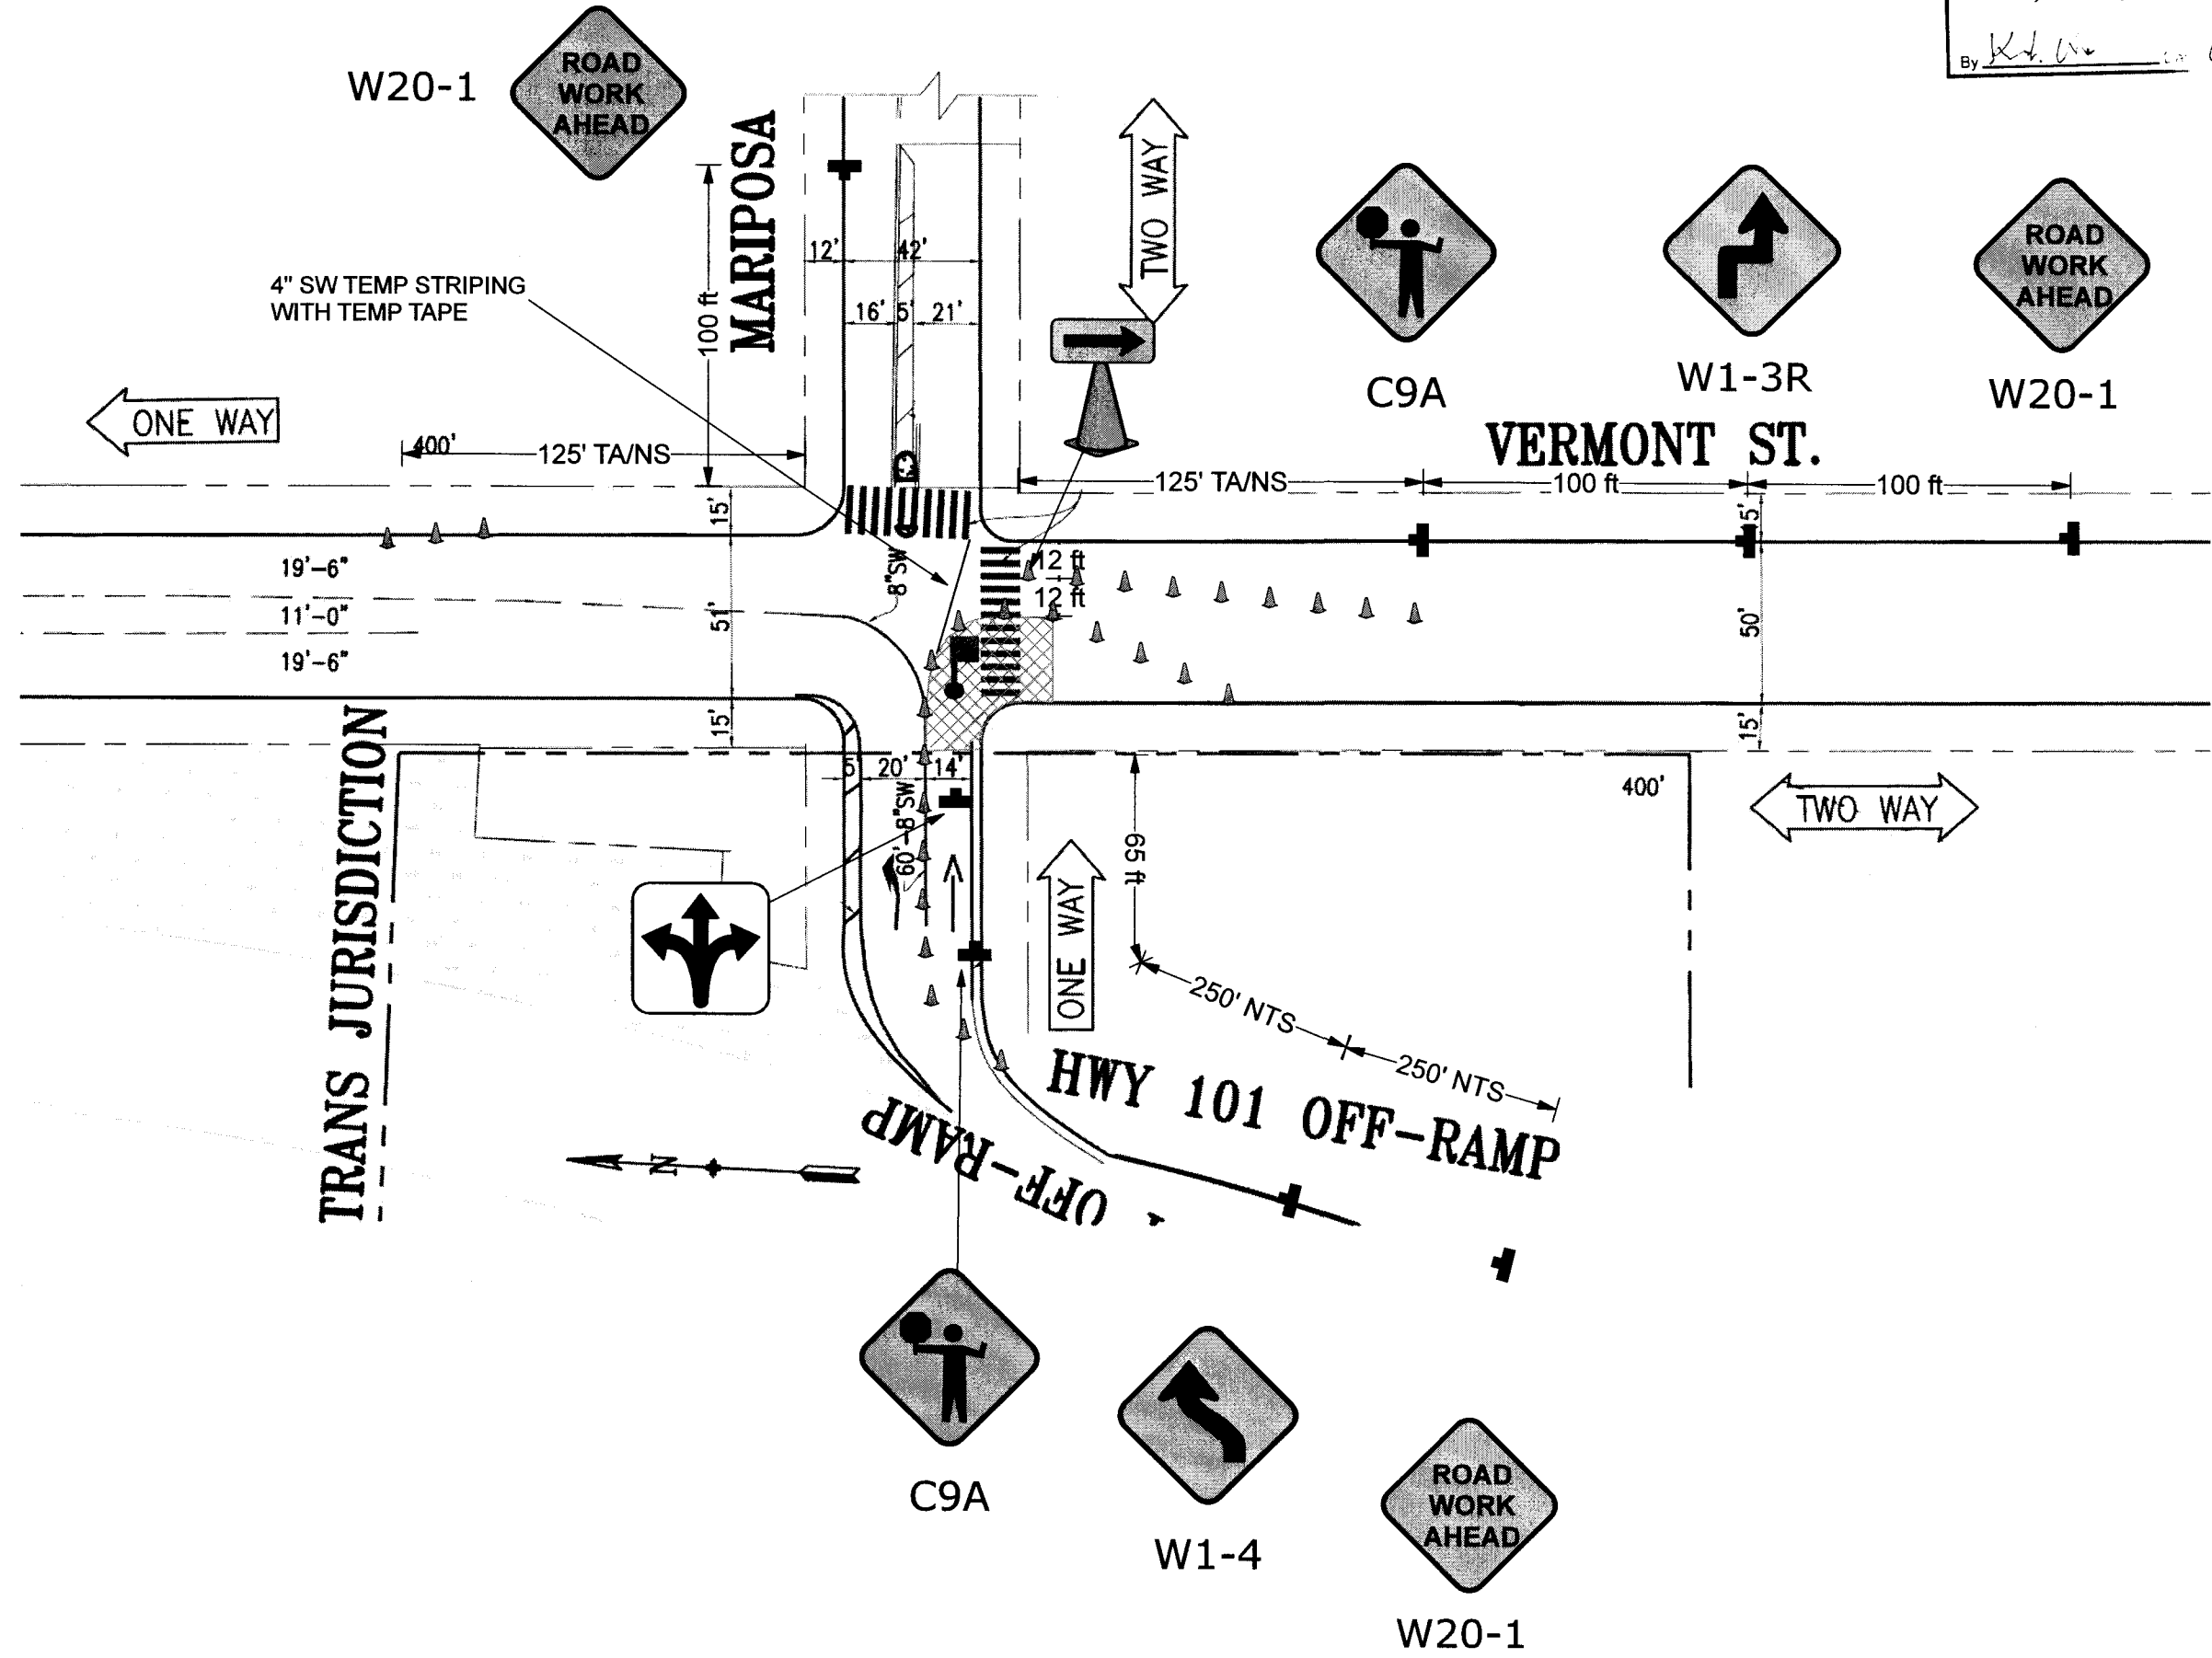 By
W20-1
ROAD
WORK
AHEAD
MARIPOSA
TWO WAY
4" SW TEMP STRIPING
WITH TEMP TAPE
100 ft
12'
42'
16'
5'
21'
ROAD
WORK
AHEAD
C9A
W1-3R
W20-1
VERMONT ST.
ONE WAY
400'
125' TA/NS
125' TA/NS
100 ft
100 ft
15'
5'
19'-6"
11'-0"
19'-6"
51'
8"SW
12 ft
12 ft
50'
15'
15'
TRANS JURISDICTION
5'
20'
14'
60'-8"SW
65 ft
ONE WAY
400'
TWO WAY
250' NTS
250' NTS
HWY 101 OFF-RAMP
OFF-RAMP
N
C9A
W1-4
ROAD
WORK
AHEAD
W20-1